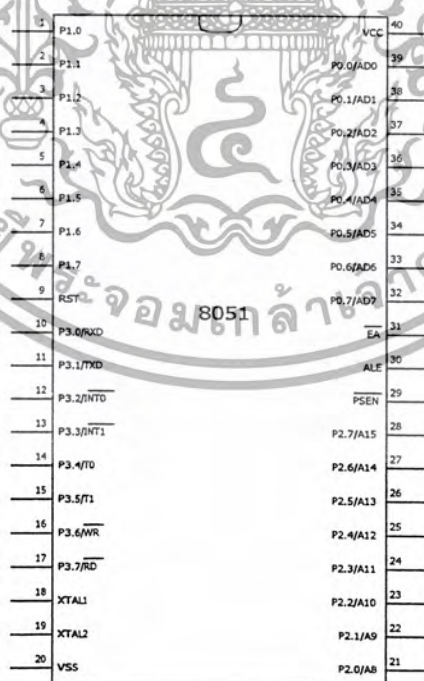 1 P1.0
2 P1.1
3 P1.2
4 P1.3
5 P1.4
6 P1.5
7 P1.6
8 P1.7
9 RST
10 P3.0/RXD
11 P3.1/TXD
12 P3.2/INT0
13 P3.3/INT1
14 P3.4/T0
15 P3.5/T1
16 P3.6/WR
17 P3.7/RD
18 XTAL1
19 XTAL2
20 VSS
8051
VCC 40
P0.0/AD0 39
P0.1/AD1 38
P0.2/AD2 37
P0.3/AD3 36
P0.4/AD4 35
P0.5/AD5 34
P0.6/AD6 33
P0.7/AD7 32
EA 31
ALE 30
PSEN 29
P2.7/A15 28
P2.6/A14 27
P2.5/A13 26
P2.4/A12 25
P2.3/A11 24
P2.2/A10 23
P2.1/A9 22
P2.0/A8 21
พระจอมเกล้าเจ้า